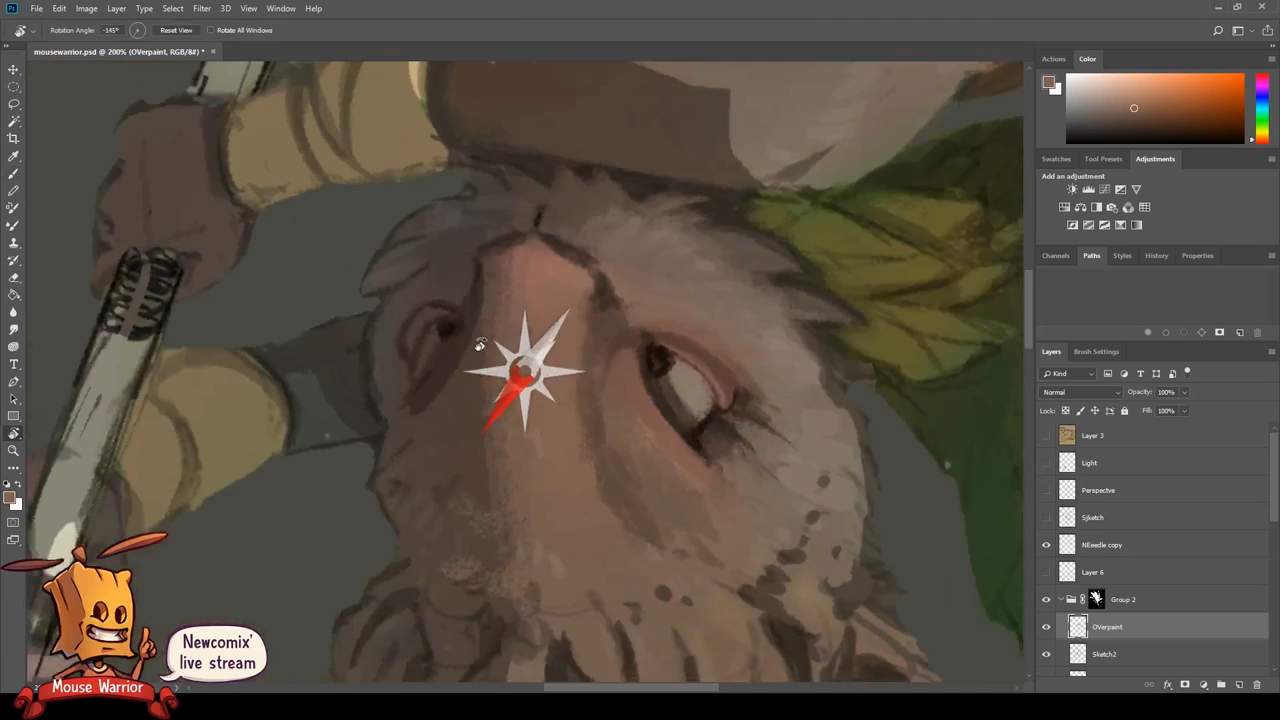 File Edit Image Layer Type Select Filter 3D View Window Help
Rotation Angle: -145° Reset View Rotate All Windows
mousewarrior.psd @ 200% (OVerpaint, RGB/8#) *
Actions Color
Swatches Tool Presets Adjustments
Add an adjustment
Channels Paths Styles History Properties
Layers Brush Settings
Kind
Normal Opacity: 100%
Lock: Fill: 100%
Layer 3
Light
Perspectve
Sjketch
NEeedle copy
Layer 6
Group 2
OVerpaint
Sketch2
Newcomix'
live stream
Mouse Warrior